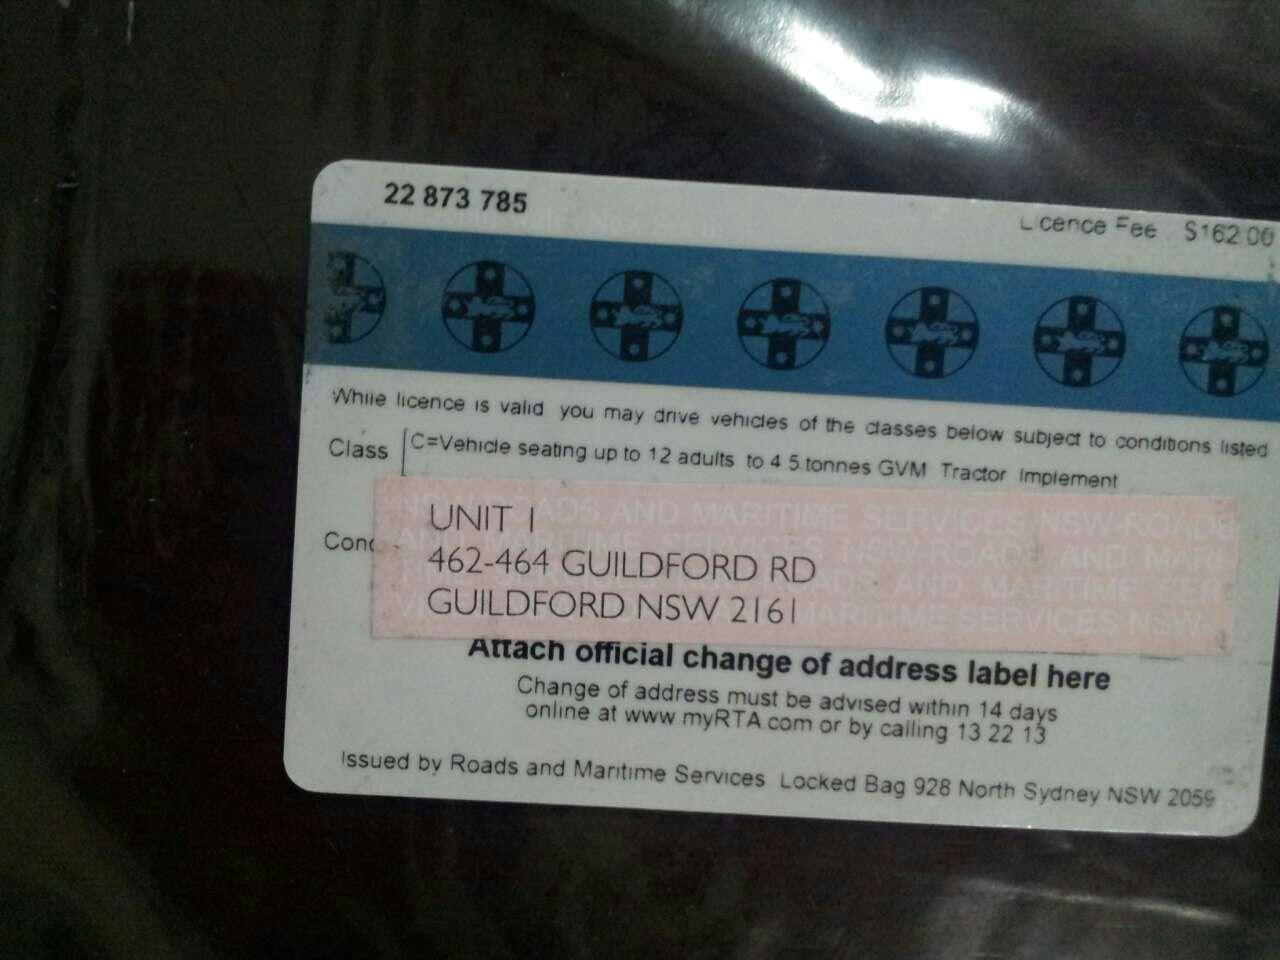 22 873 785
Licence Fee $162.00
While licence is valid you may drive vehicles of the classes below subject to conditions listed
Class C=Vehicle seating up to 12 adults to 4.5 tonnes GVM Tractor Implement
NSW-ROADS AND MARITIME SERVICES NSW-ROADS
UNIT 1
AND MARITIME SERVICES NSW-ROADS AND MARI
Cond
462-464 GUILDFORD RD
ROADS AND MARITIME SER
GUILDFORD NSW 2161
MARITIME SERVICES NSW
Attach official change of address label here
Change of address must be advised within 14 days
online at www myRTA.com or by calling 13 22 13
Issued by Roads and Maritime Services Locked Bag 928 North Sydney NSW 2059